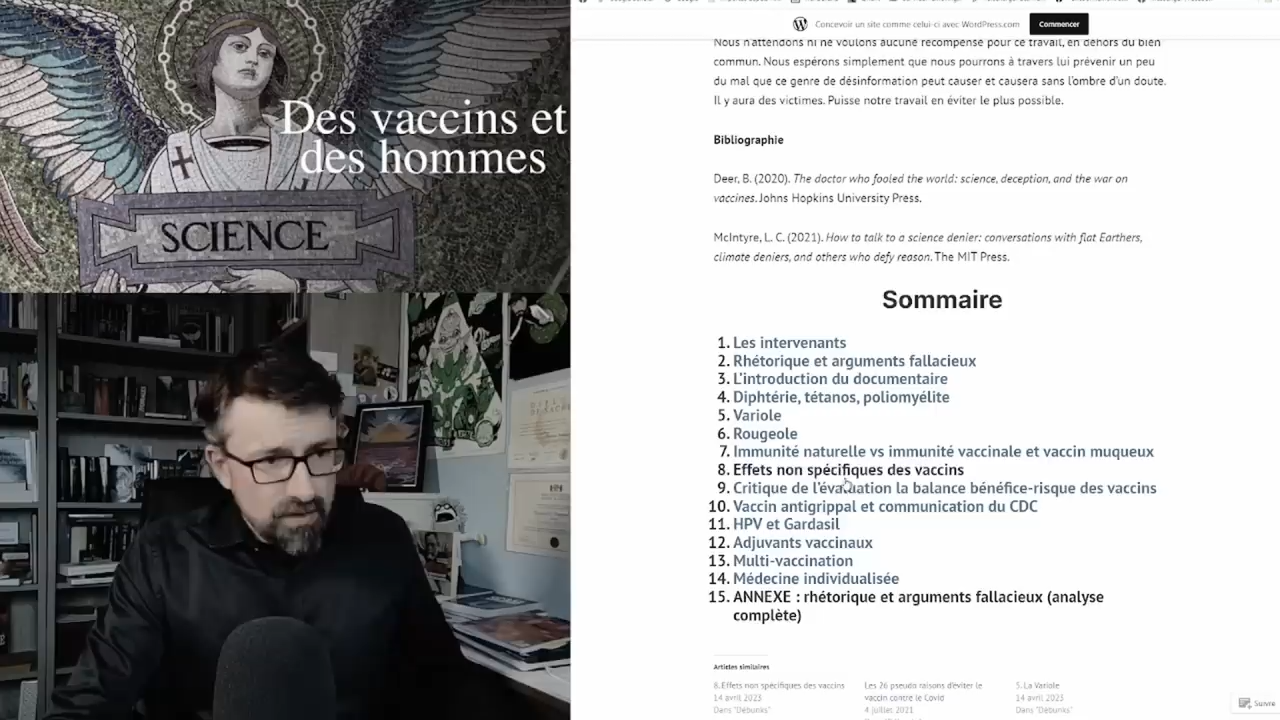 Des vaccins et
des hommes
SCIENCE
Concevoir un site comme celui-ci avec WordPress.com
Commencer
Nous n'attendons ni ne voulons aucune récompense pour ce travail, en dehors du bien
commun. Nous espérons simplement que nous pourrons à travers lui prévenir un peu
du mal que ce genre de désinformation peut causer et causera sans l'ombre d'un doute.
Il y aura des victimes. Puisse notre travail en éviter le plus possible.
Bibliographie
Deer, B. (2020). The doctor who fooled the world: science, deception, and the war on
vaccines. Johns Hopkins University Press.
McIntyre, L. C. (2021). How to talk to a science denier: conversations with flat Earthers,
climate deniers, and others who defy reason. The MIT Press.
Sommaire
1. Les intervenants
2. Rhétorique et arguments fallacieux
3. L'introduction du documentaire
4. Diphtérie, tétanos, poliomyélite
5. Variole
6. Rougeole
7. Immunité naturelle vs immunité vaccinale et vaccin muqueux
8. Effets non spécifiques des vaccins
9. Critique de l'évaluation la balance bénéfice-risque des vaccins
10. Vaccin antigrippal et communication du CDC
11. HPV et Gardasil
12. Adjuvants vaccinaux
13. Multi-vaccination
14. Médecine individualisée
15. ANNEXE : rhétorique et arguments fallacieux (analyse
complète)
Articles similaires
8. Effets non spécifiques des vaccins
14 avril 2023
Dans "Débunks"
Les 26 pseudo raisons d'éviter le
vaccin contre le Covid
4 juillet 2021
5. La Variole
14 avril 2023
Dans "Débunks"
Suivre